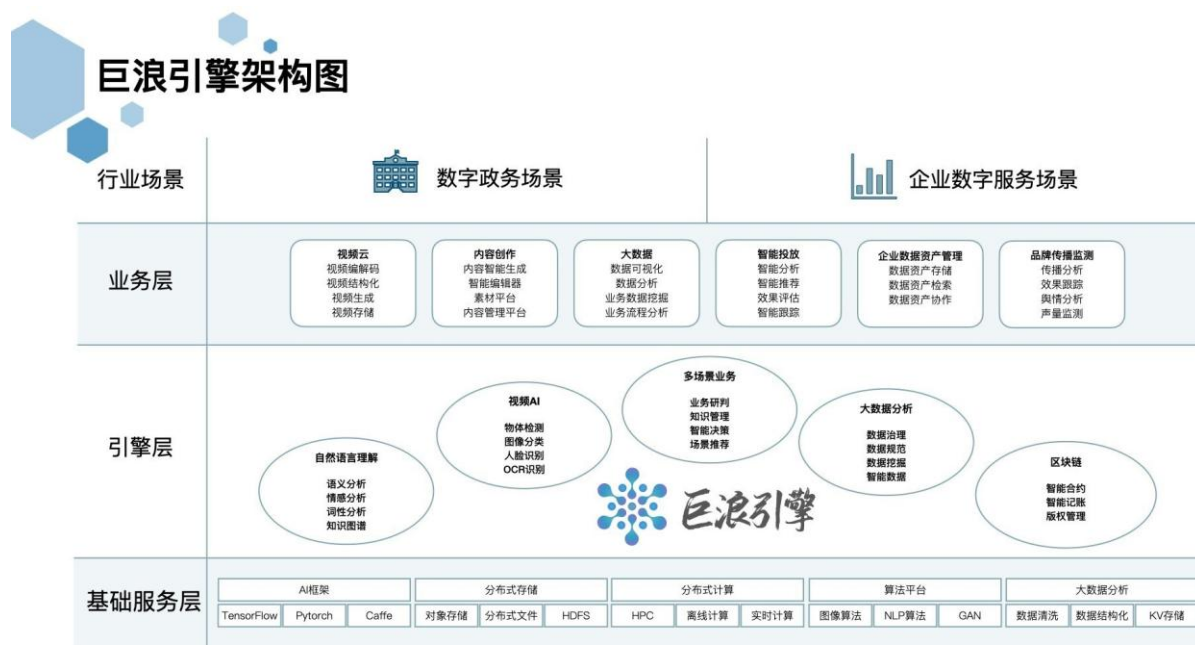 巨浪引擎架构图
行业场景
数字政务场景
企业数字服务场景
业务层
视频云
视频编解码
视频结构化
视频生成
视频存储
内容创作
内容智能生成
智能编辑器
素材平台
内容管理平台
大数据
数据可视化
数据分析
业务数据挖掘
业务流程分析
智能投放
智能分析
智能推荐
效果评估
智能跟踪
企业数据资产管理
数据资产存储
数据资产检索
数据资产协作
品牌传播监测
传播分析
效果跟踪
舆情分析
声量监测
引擎层
自然语言理解
语义分析
情感分析
词性分析
知识图谱
视频AI
物体检测
图像分类
人脸识别
OCR识别
多场景业务
业务研判
知识管理
智能决策
场景推荐
大数据分析
数据治理
数据规范
数据挖掘
智能数据
区块链
智能合约
智能记账
版权管理
巨浪引擎
基础服务层
AI框架
TensorFlow
Pytorch
Caffe
分布式存储
对象存储
分布式文件
HDFS
分布式计算
HPC
离线计算
实时计算
算法平台
图像算法
NLP算法
GAN
大数据分析
数据清洗
数据结构化
KV存储